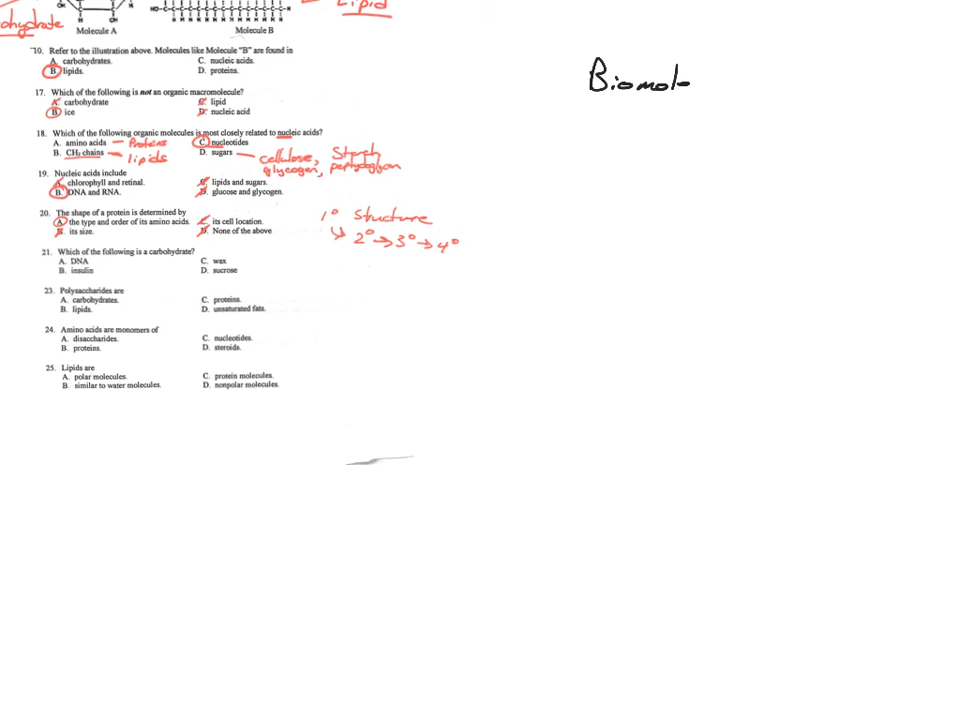 Lipid
ohydrate
Molecule A
Molecule B
10. Refer to the illustration above. Molecules like Molecule "B" are found in
A. carbohydrates.
C. nucleic acids.
B. lipids.
D. proteins.
17. Which of the following is not an organic macromolecule?
A. carbohydrate
C. lipid
B. ice
D. nucleic acid
18. Which of the following organic molecules is most closely related to nucleic acids?
A. amino acids — Proteins
C. nucleotides
B. CH₂ chains — lipids
D. sugars — cellulose, Starch
glycogen, peptydoglycan
19. Nucleic acids include
A. chlorophyll and retinal.
C. lipids and sugars.
B. DNA and RNA.
D. glucose and glycogen.
20. The shape of a protein is determined by
A. the type and order of its amino acids.
C. its cell location.
B. its size.
D. None of the above
1° Structure
↳ 2° → 3° → 4°
21. Which of the following is a carbohydrate?
A. DNA
C. wax
B. insulin
D. sucrose
23. Polysaccharides are
A. carbohydrates.
C. proteins.
B. lipids.
D. unsaturated fats.
24. Amino acids are monomers of
A. disaccharides.
C. nucleotides.
B. proteins.
D. steroids.
25. Lipids are
A. polar molecules.
C. protein molecules.
B. similar to water molecules.
D. nonpolar molecules.
Biomol